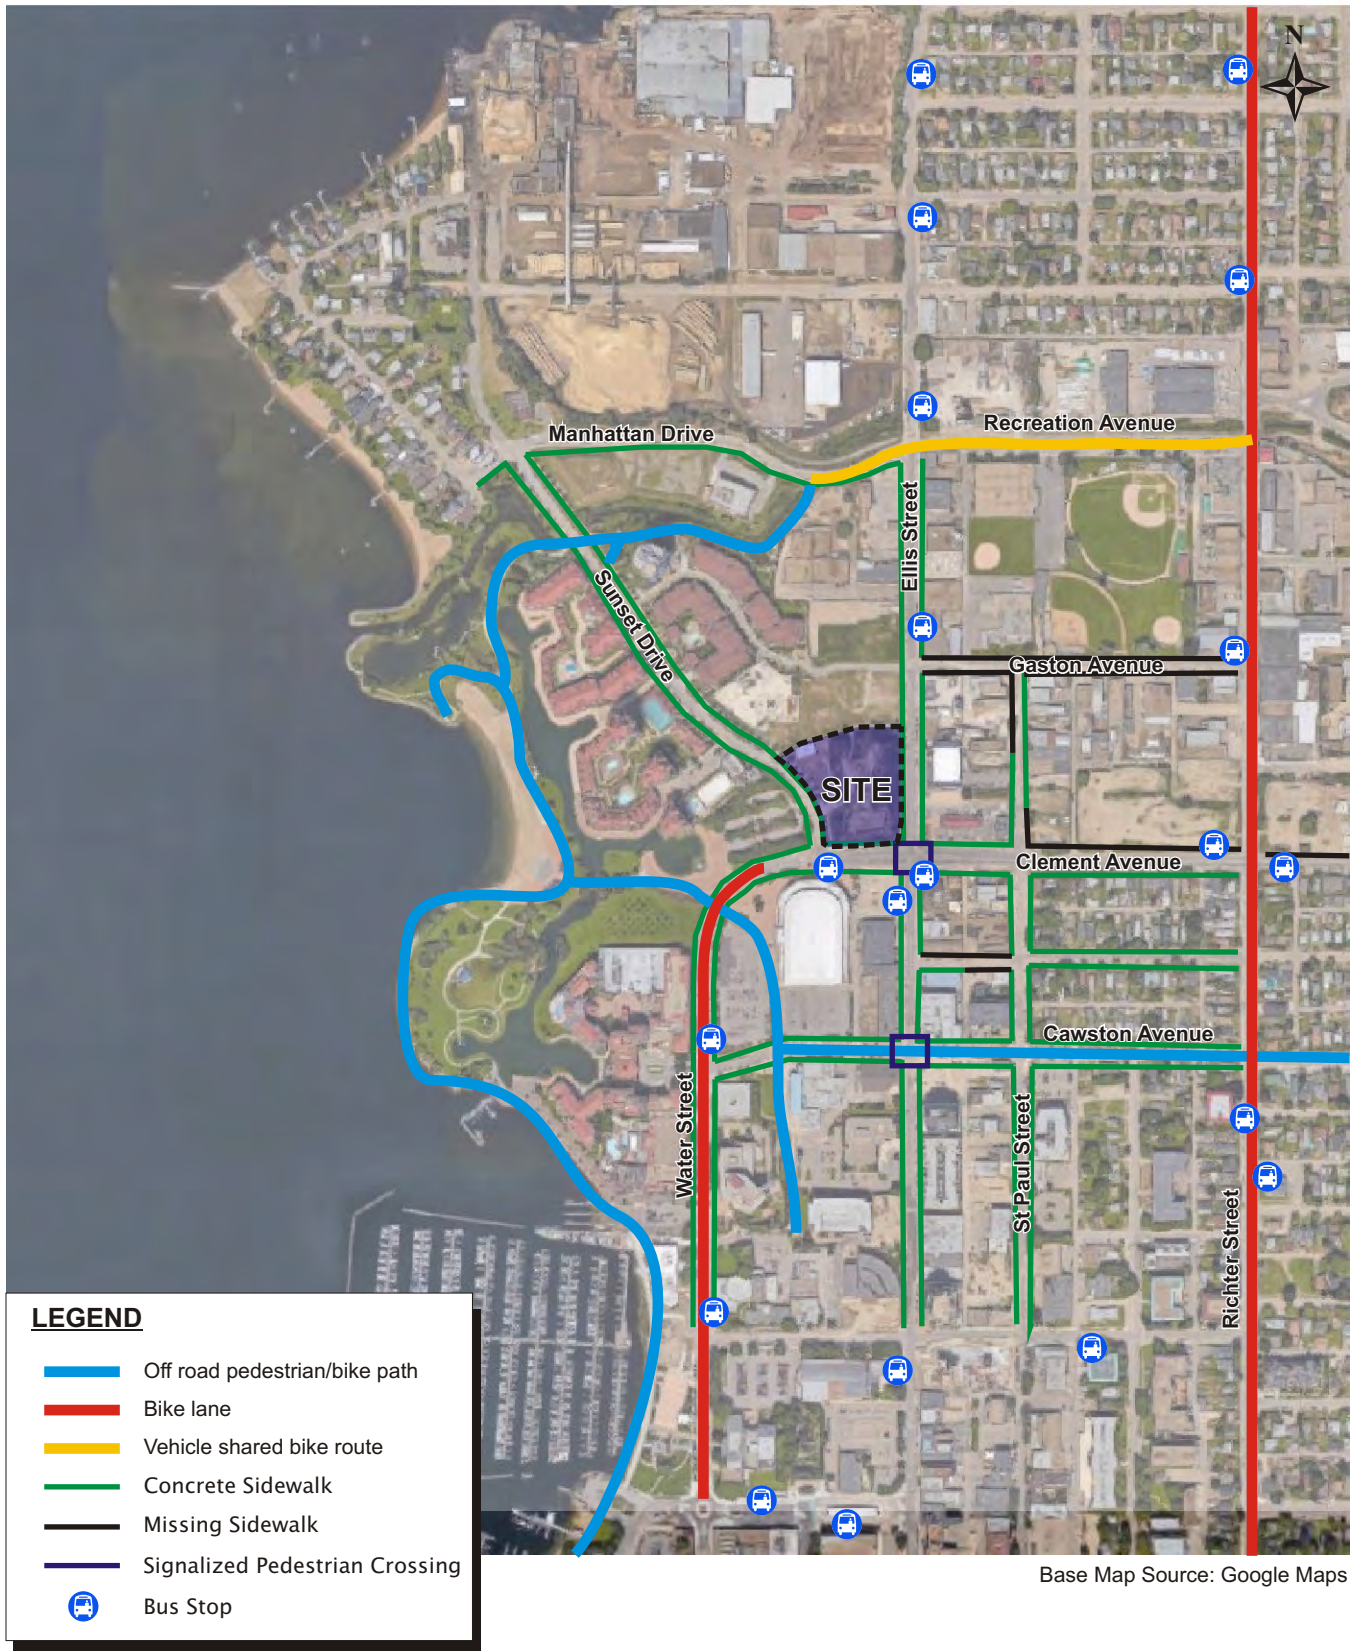 N
Recreation Avenue
Manhattan Drive
Ellis Street
Sunset Drive
Gaston Avenue
SITE
Clement Avenue
Cawston Avenue
Water Street
St Paul Street
Richter Street
LEGEND
Off road pedestrian/bike path
Bike lane
Vehicle shared bike route
Concrete Sidewalk
Missing Sidewalk
Signalized Pedestrian Crossing
Bus Stop
Base Map Source: Google Maps